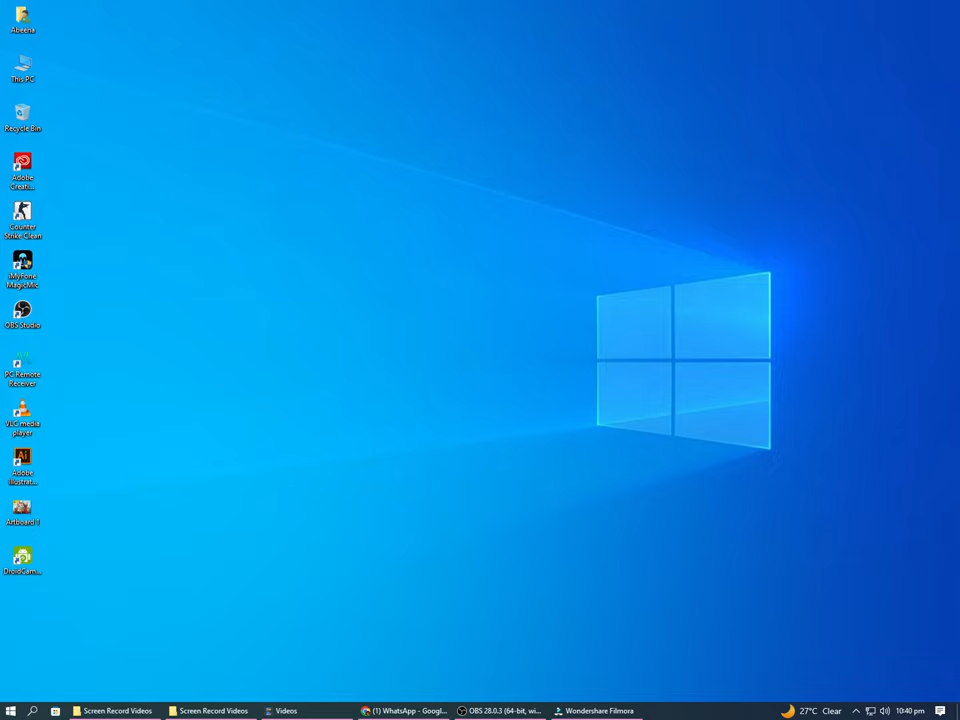 Abeeha
This PC
Recycle Bin
Adobe
Creati...
Counter
Strike Clean
iMyFone
MagicMic
OBS Studio
PC Remote
Receiver
VLC media
player
Ai
Adobe
Illustrat...
Artboard 1
DroidCam...
Screen Record Videos
Screen Record Videos
Videos
(1) WhatsApp - Googl...
OBS 28.0.3 (64-bit, wi...
Wondershare Filmora
27°C Clear
10:40 pm